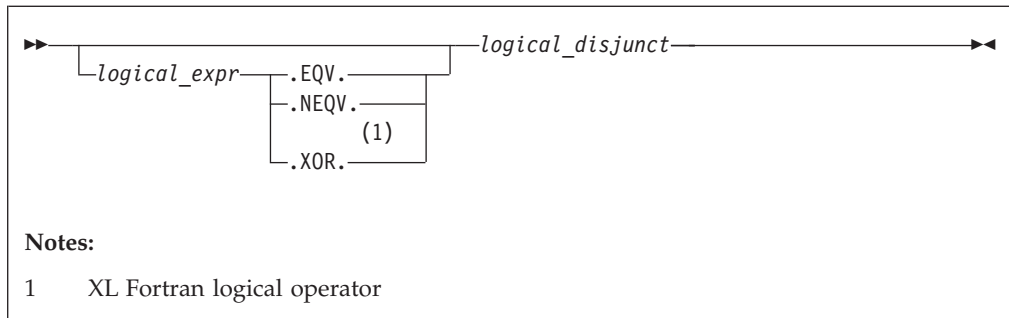 logical_disjunct
logical_expr .EQV.
.NEQV.
(1)
.XOR.
Notes:
1 XL Fortran logical operator